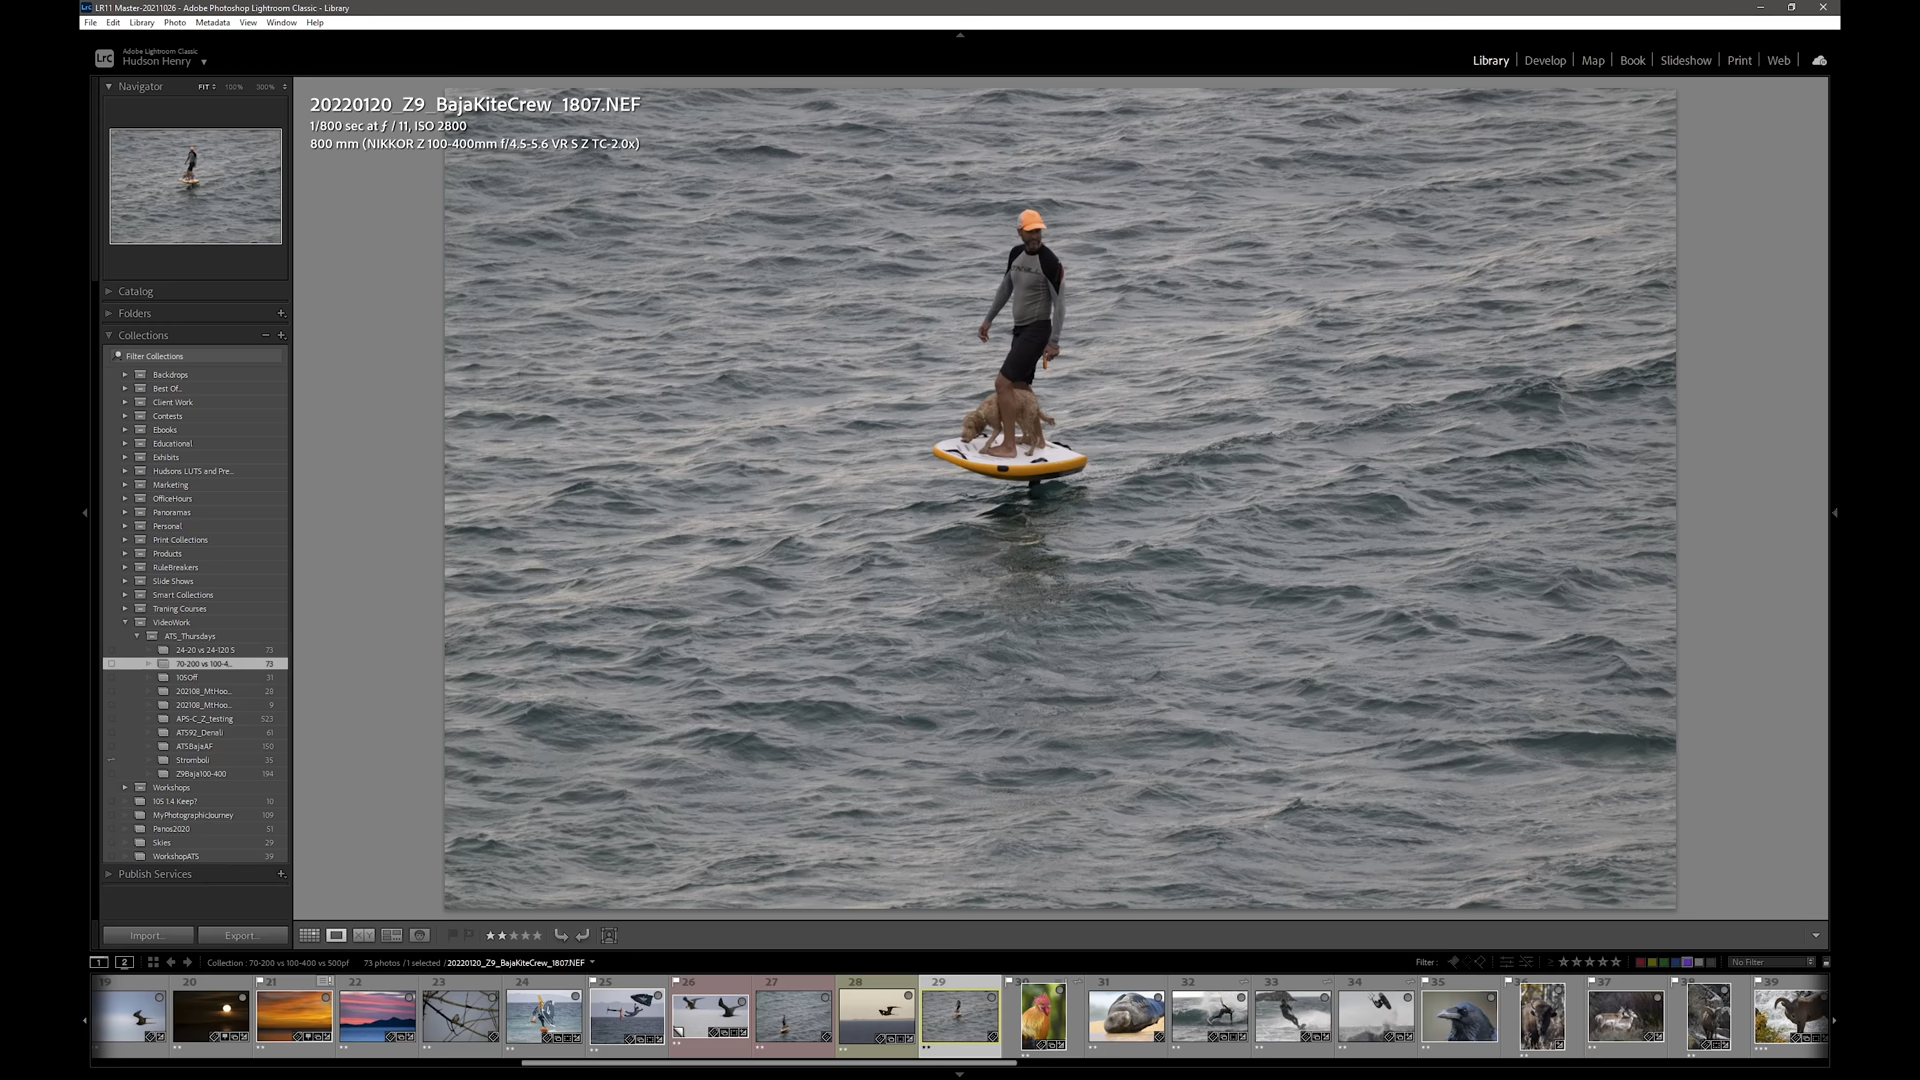 LrC LR11 Master-20211026 - Adobe Photoshop Lightroom Classic - Library
File Edit Library Photo Metadata View Window Help
LrC
Adobe Lightroom Classic
Hudson Henry
Library | Develop | Map | Book | Slideshow | Print | Web
Navigator FIT 100% 300%
20220120_Z9_BajaKiteCrew_1807.NEF
1/800 sec at ƒ / 11, ISO 2800
800 mm (NIKKOR Z 100-400mm f/4.5-5.6 VR S Z TC-2.0x)
O'NEILL
Catalog
Folders
Collections
Filter Collections
Backdrops
Best Of...
Client Work
Contests
Ebooks
Educational
Exhibits
Hudsons LUTS and Pre...
Marketing
OfficeHours
Panoramas
Personal
Print Collections
Products
RuleBreakers
Slide Shows
Smart Collections
Traning Courses
VideoWork
ATS_Thursdays
24-20 vs 24-120 S 73
70-200 vs 100-4... 73
105Off 31
202108_MtHoo... 28
202108_MtHoo... 9
APS-C_Z_testing 523
ATS92_Denali 61
ATSBajaAF 150
Stromboli 35
Z9Baja100-400 194
Workshops
105 1.4 Keep? 10
MyPhotographicJourney 109
Panos2020 51
Skies 29
WorkshopATS 39
Publish Services
Import... Export...
1 2 Collection : 70-200 vs 100-400 vs 500pf 73 photos / 1 selected / 20220120_Z9_BajaKiteCrew_1807.NEF Filter : No Filter
19 20 21 22 23 24 25 26 27 28 29 30 31 32 33 34 35 37 38 39